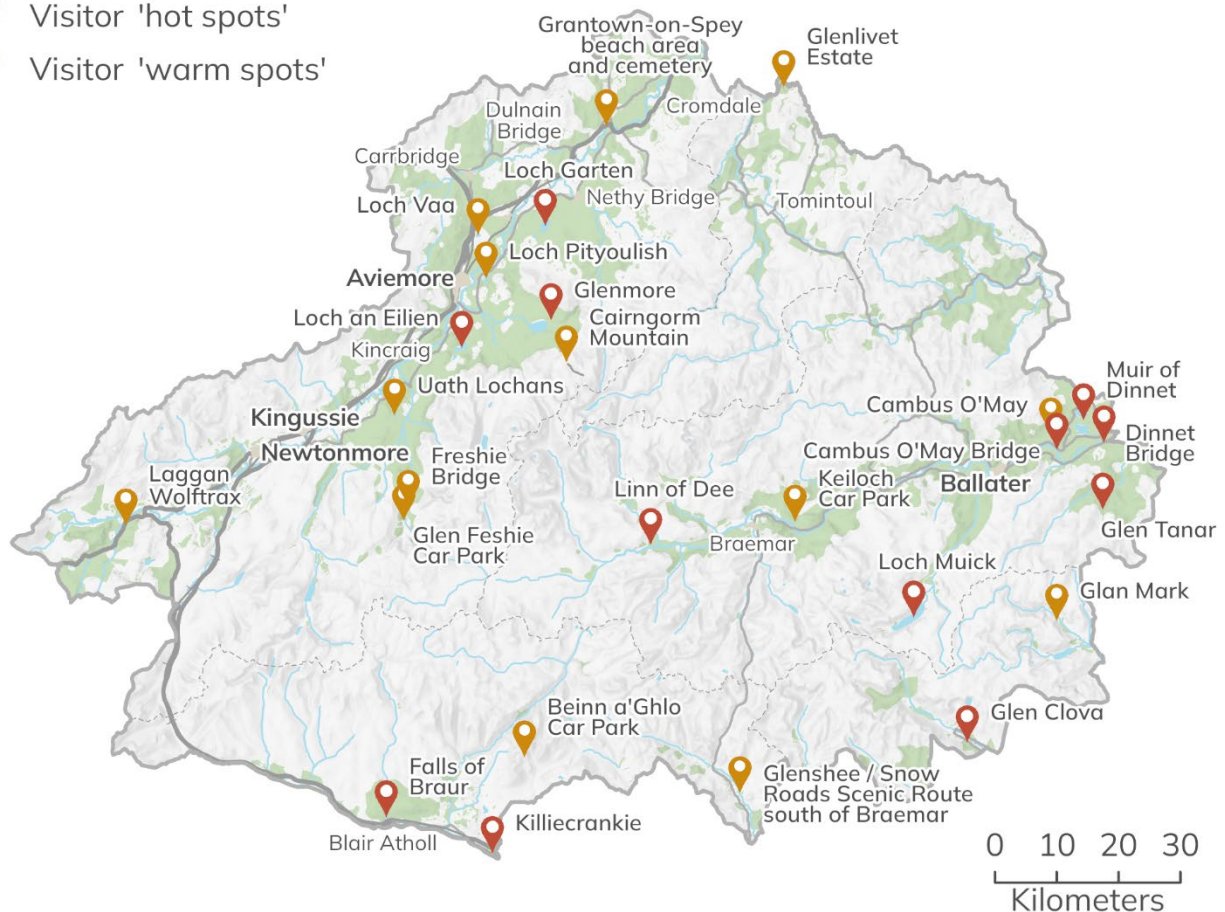 Visitor 'hot spots'
Visitor 'warm spots'
Grantown-on-Spey
beach area
and cemetery
Glenlivet
Estate
Dulnain
Bridge
Cromdale
Carrbridge
Loch Garten
Nethy Bridge
Tomintoul
Loch Vaa
Loch Pityoulish
Aviemore
Glenmore
Loch an Eilien
Cairngorm
Mountain
Kincraig
Uath Lochans
Muir of
Dinnet
Cambus O'May
Kingussie
Newtonmore
Cambus O'May Bridge
Dinnet
Bridge
Freshie
Bridge
Laggan
Wolftrax
Linn of Dee
Keiloch
Car Park
Ballater
Glen Feshie
Car Park
Braemar
Glen Tanar
Loch Muick
Glan Mark
Beinn a'Ghlo
Car Park
Glen Clova
Falls of
Braur
Glenshee / Snow
Roads Scenic Route
south of Braemar
Killiecrankie
Blair Atholl
0 10 20 30
Kilometers